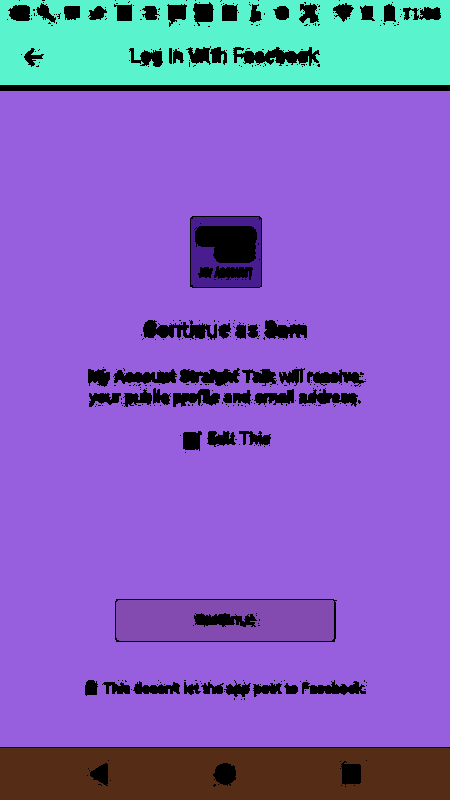 11:06
Log In With Facebook
MY ACCOUNT
Continue as Sam
My Account Straight Talk will receive:
your public profile and email address.
Edit This
Continue
This doesn't let the app post to Facebook.